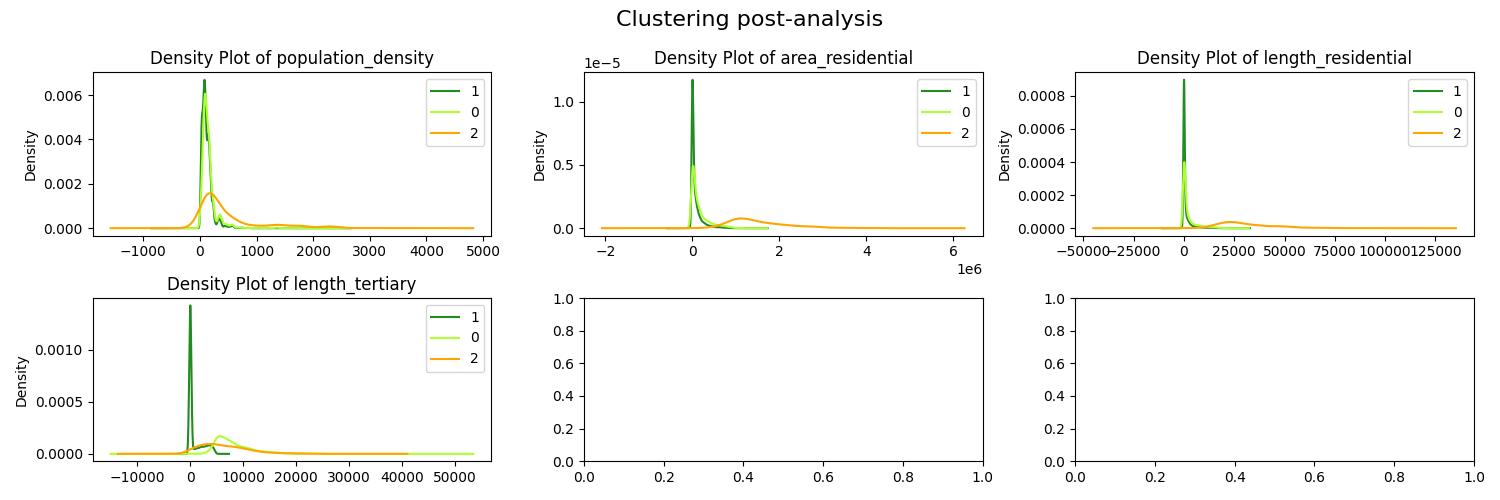 Clustering post-analysis
Density Plot of population_density
Density
0.006
0.004
0.002
0.000
−1000 0 1000 2000 3000 4000 5000
1
0
2
1e−5
Density Plot of area_residential
Density
1.0
0.5
0.0
−2 0 2 4 6
1e6
1
0
2
Density Plot of length_residential
Density
0.0008
0.0006
0.0004
0.0002
0.0000
−50000 −25000 0 25000 50000 75000 100000 125000
1
0
2
Density Plot of length_tertiary
Density
0.0010
0.0005
0.0000
−10000 0 10000 20000 30000 40000 50000
1
0
2
1.0
0.8
0.6
0.4
0.2
0.0
0.0 0.2 0.4 0.6 0.8 1.0
1.0
0.8
0.6
0.4
0.2
0.0
0.0 0.2 0.4 0.6 0.8 1.0